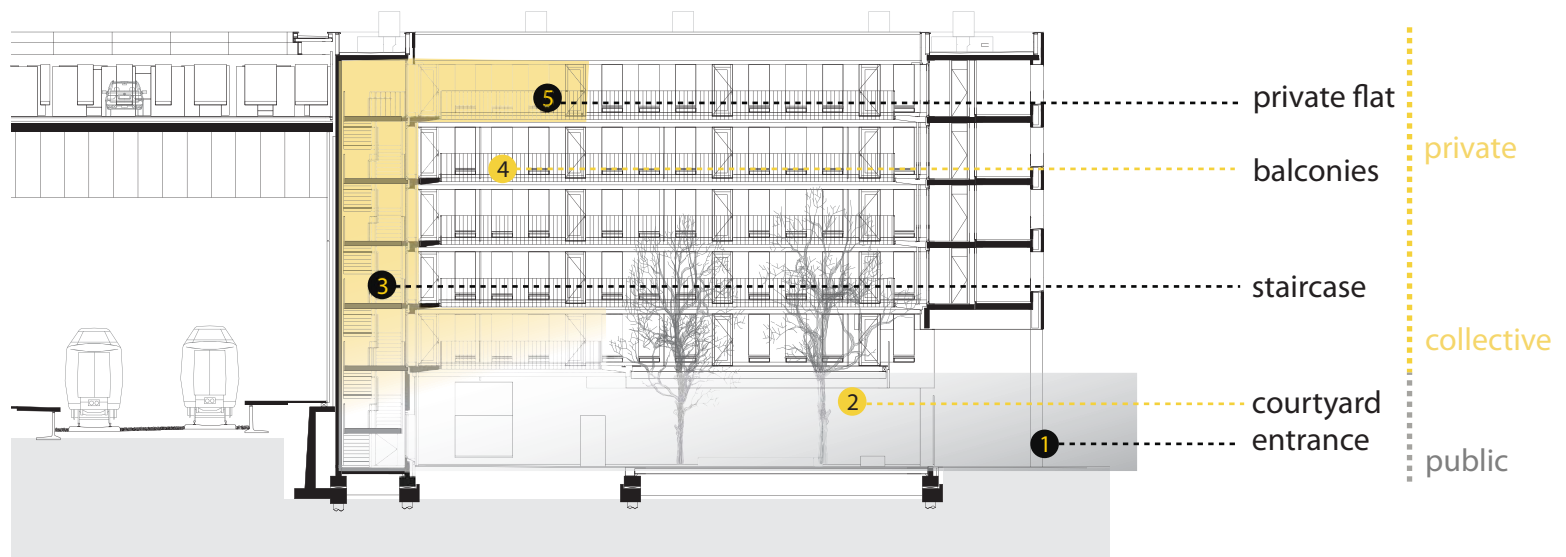 5
private flat
private
4
balconies
3
staircase
collective
2
courtyard
1
entrance
public